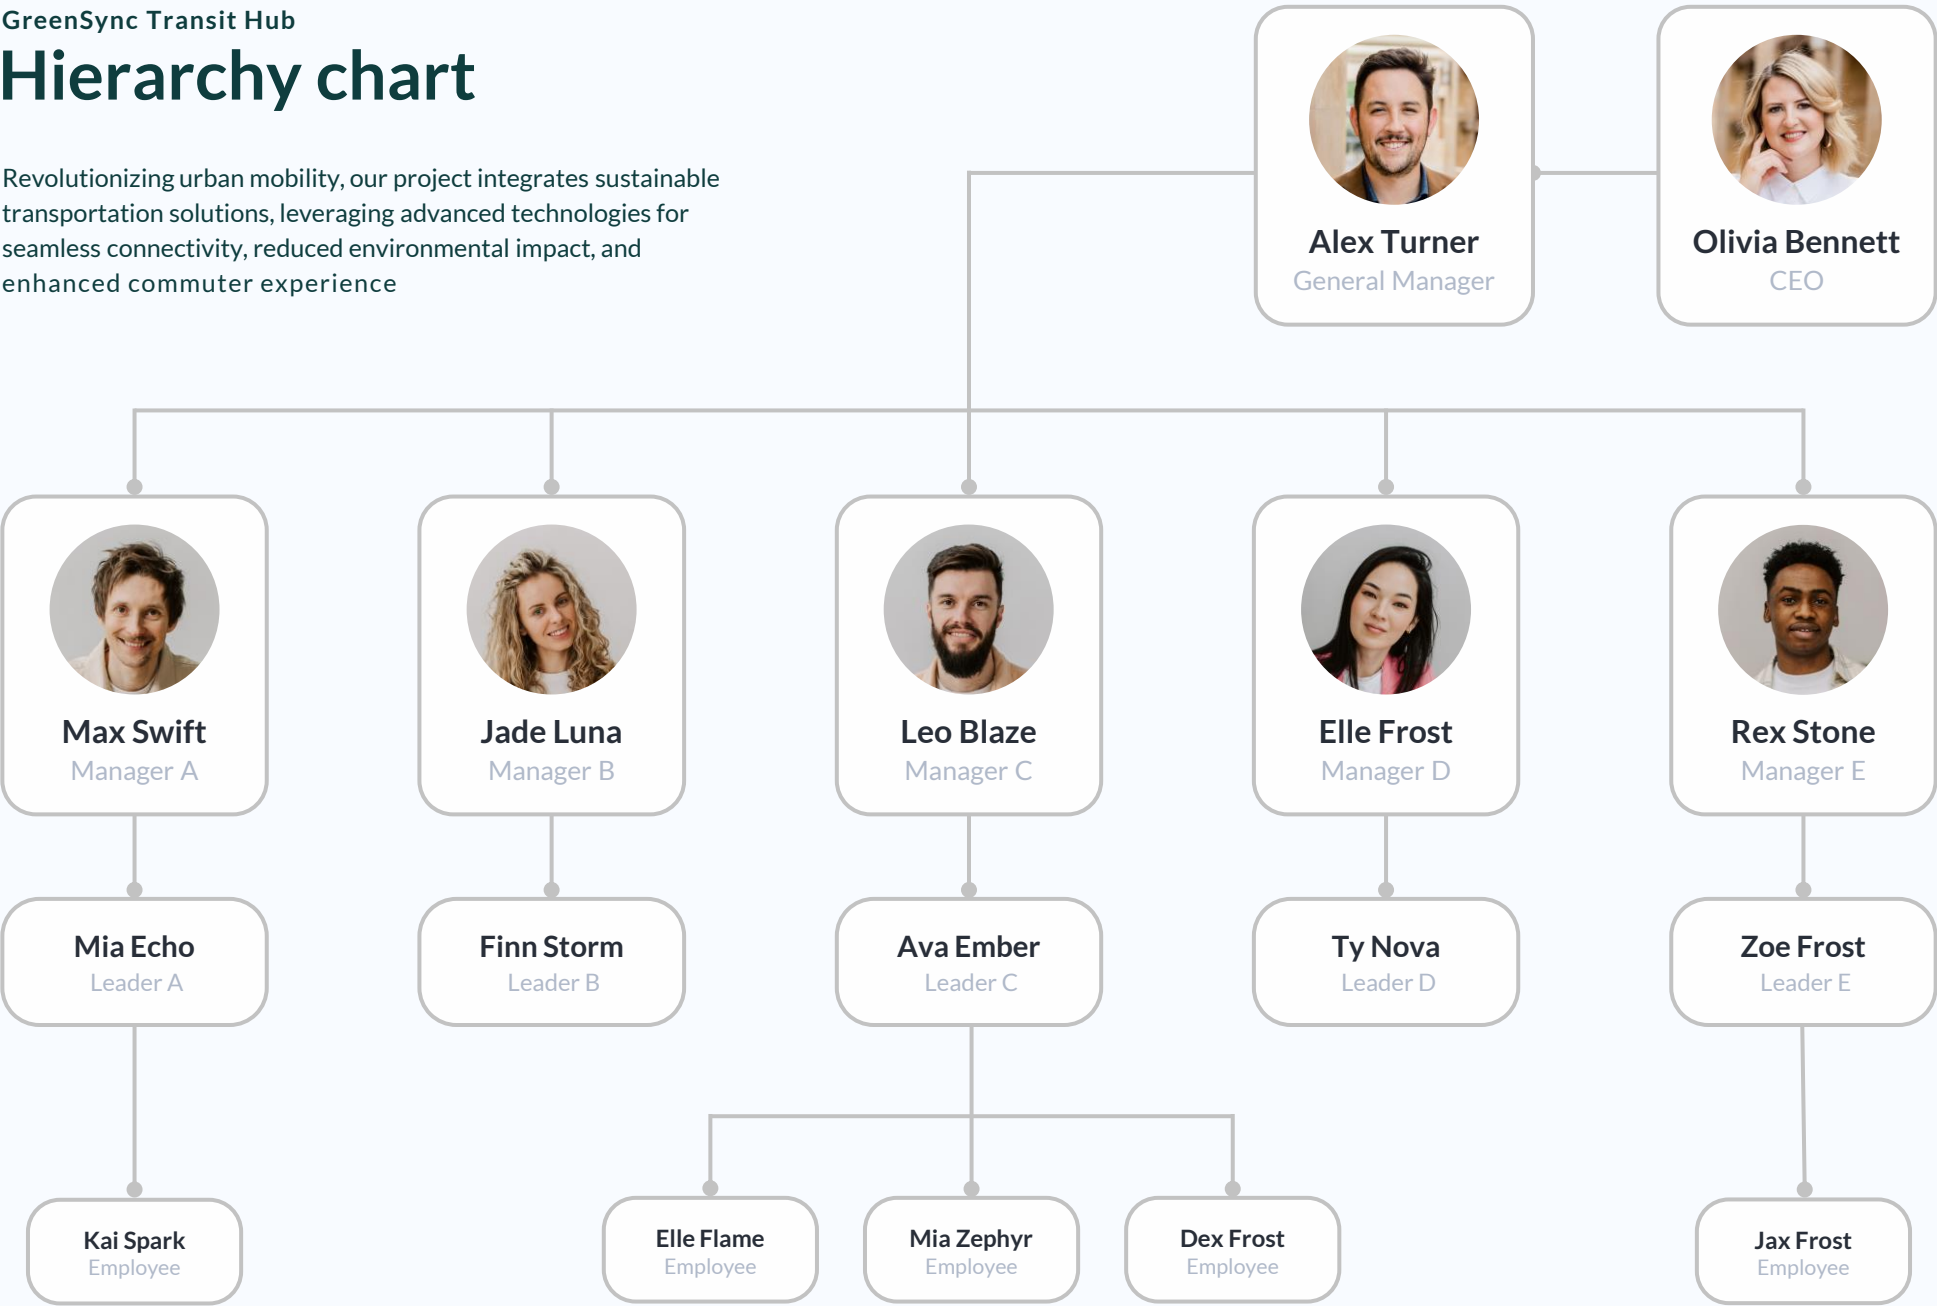 GreenSync Transit Hub
Hierarchy chart
Revolutionizing urban mobility, our project integrates sustainable
transportation solutions, leveraging advanced technologies for
seamless connectivity, reduced environmental impact, and
enhanced commuter experience
Alex Turner
General Manager
Olivia Bennett
CEO
Max Swift
Manager A
Jade Luna
Manager B
Leo Blaze
Manager C
Elle Frost
Manager D
Rex Stone
Manager E
Mia Echo
Leader A
Finn Storm
Leader B
Ava Ember
Leader C
Ty Nova
Leader D
Zoe Frost
Leader E
Kai Spark
Employee
Elle Flame
Employee
Mia Zephyr
Employee
Dex Frost
Employee
Jax Frost
Employee